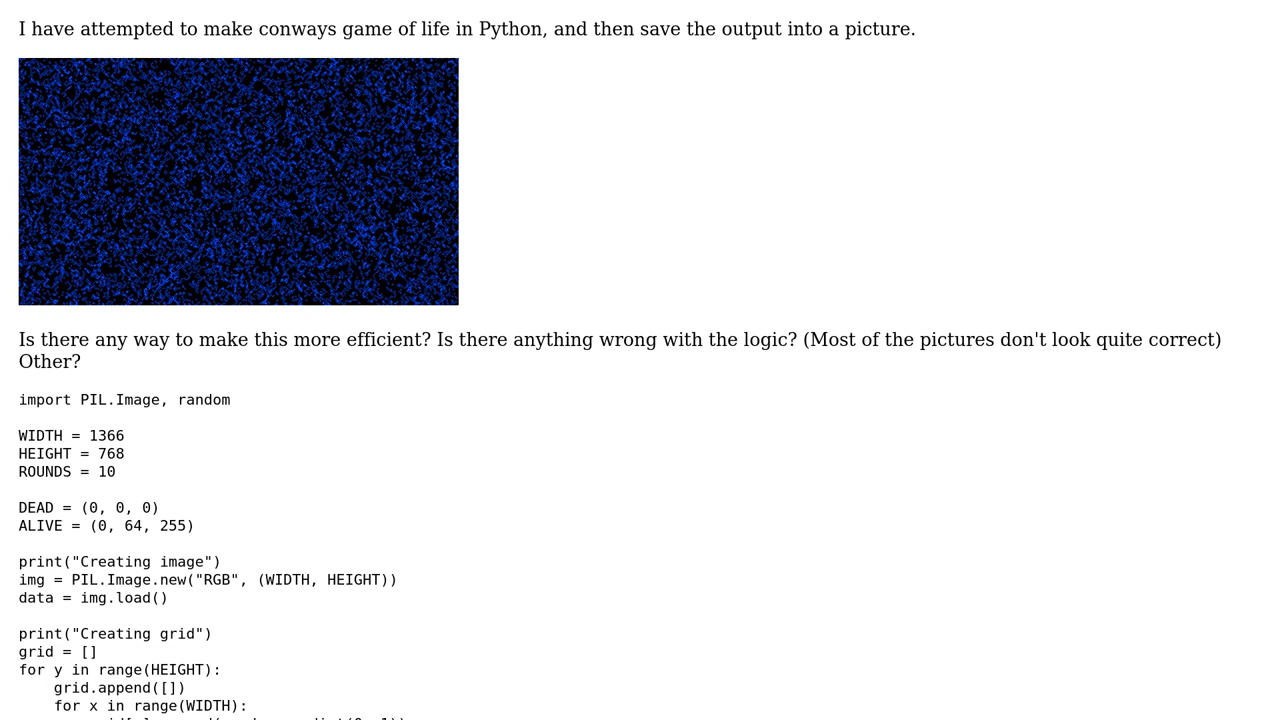 I have attempted to make conways game of life in Python, and then save the output into a picture.
Is there any way to make this more efficient? Is there anything wrong with the logic? (Most of the pictures don't look quite correct)
Other?
import PIL.Image, random
WIDTH = 1366
HEIGHT = 768
ROUNDS = 10
DEAD = (0, 0, 0)
ALIVE = (0, 64, 255)
print("Creating image")
img = PIL.Image.new("RGB", (WIDTH, HEIGHT))
data = img.load()
print("Creating grid")
grid = []
for y in range(HEIGHT):
    grid.append([])
    for x in range(WIDTH):